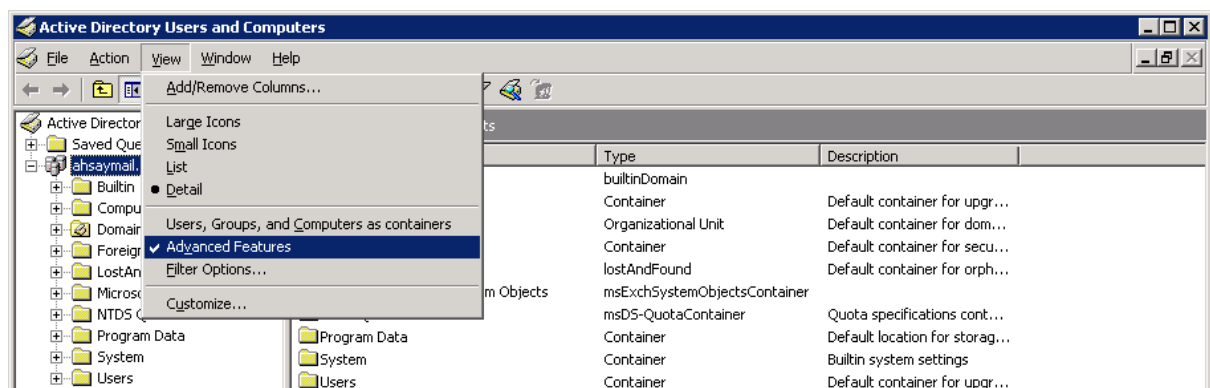 Active Directory Users and Computers
File Action View Window Help
Add/Remove Columns...
Large Icons
Small Icons
List
Detail
Users, Groups, and Computers as containers
Advanced Features
Filter Options...
Customize...
Active Director
Saved Que
ahsaymail.
Builtin
Compu
Domain
Foreign
LostAn
Microso
NTDS Q
Program Data
System
Users
ts
Type Description
builtinDomain
Container Default container for upgr...
Organizational Unit Default container for dom...
Container Default container for secu...
lostAndFound Default container for orph...
m Objects msExchSystemObjectsContainer
msDS-QuotaContainer Quota specifications cont...
Program Data Container Default location for storag...
System Container Builtin system settings
Users Container Default container for upgr...